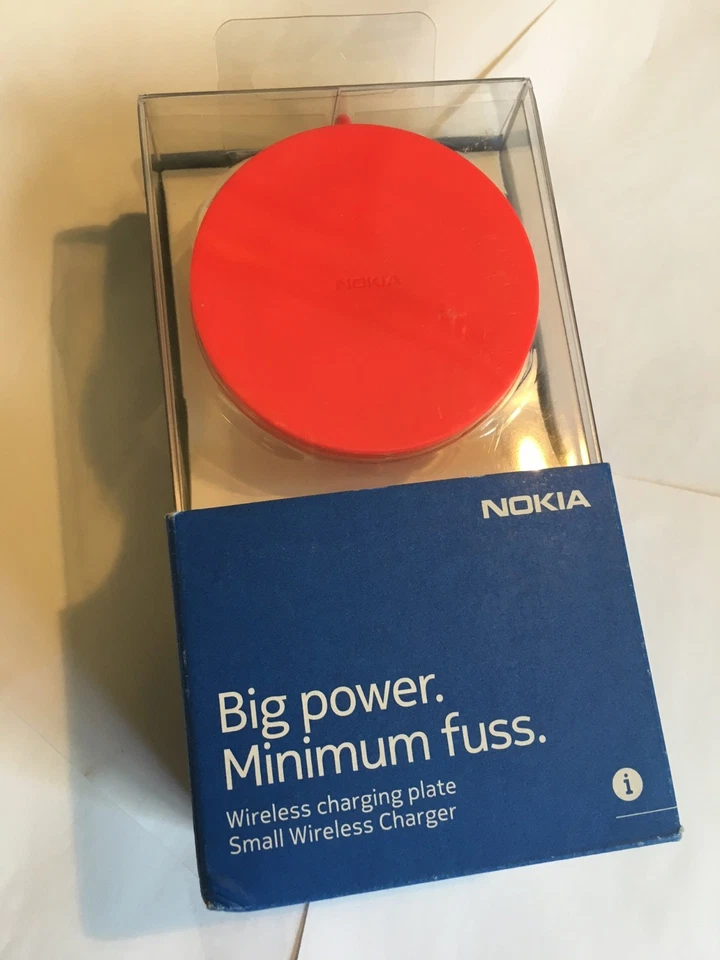 NOKIA
NOKIA
Big power.
Minimum fuss.
Wireless charging plate
Small Wireless Charger
i